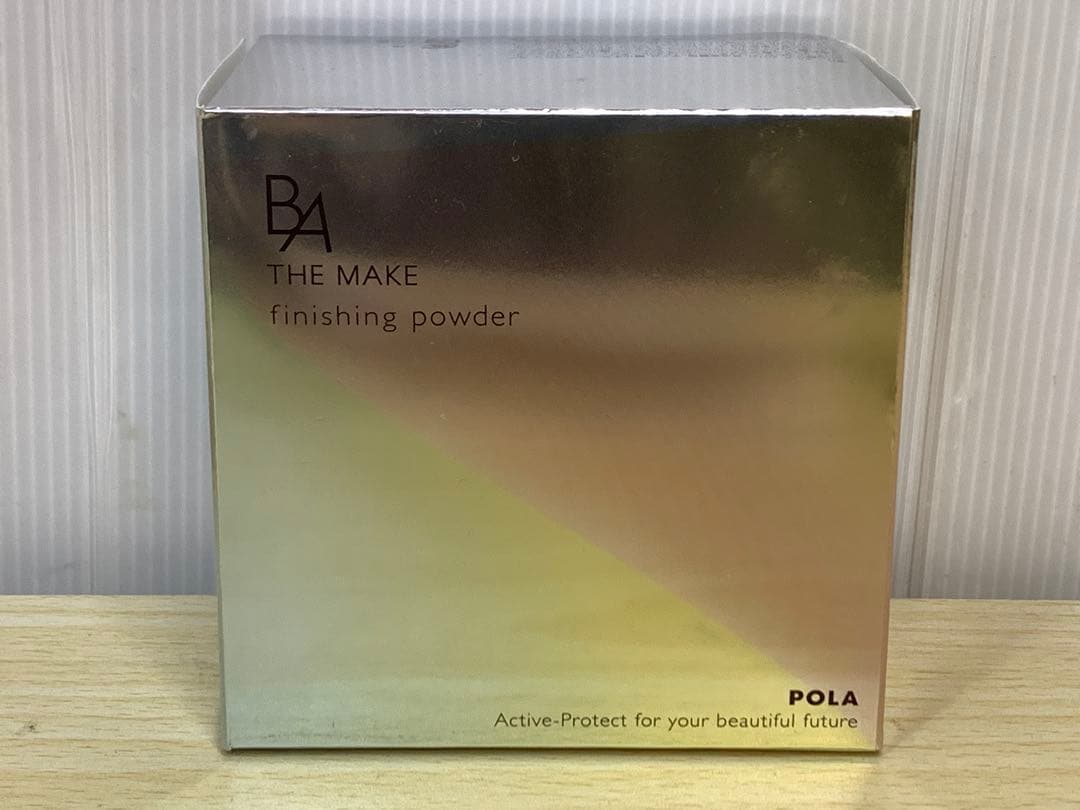 BA
THE MAKE
finishing powder
POLA
Active-Protect for your beautiful future